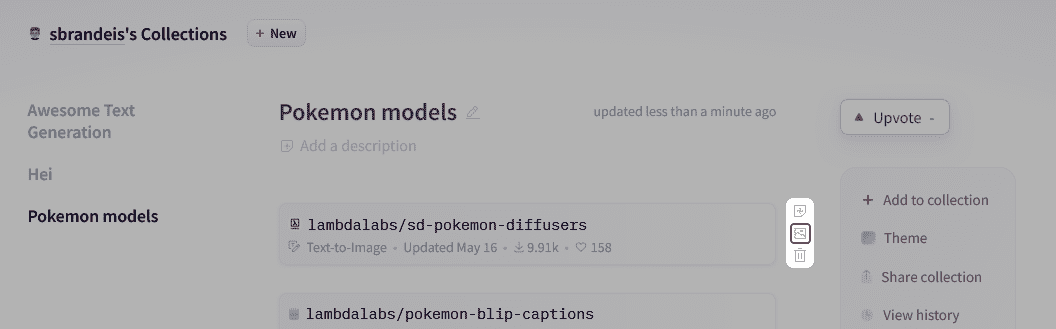 sbrandeis's Collections
+ New
Awesome Text
Generation
Hei
Pokemon models
Pokemon models
updated less than a minute ago
Add a description
lambdalabs/sd-pokemon-diffusers
Text-to-Image • Updated May 16 • 9.91k • 158
lambdalabs/pokemon-blip-captions
Upvote -
+ Add to collection
Theme
Share collection
View history